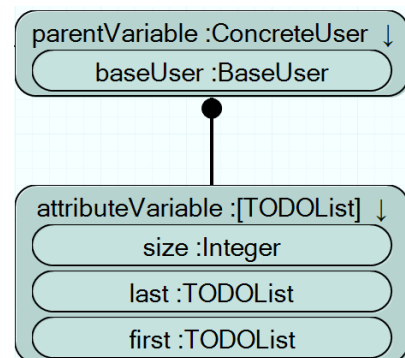 parentVariable :ConcreteUser ↓
baseUser :BaseUser
attributeVariable :[TODOList] ↓
size :Integer
last :TODOList
first :TODOList